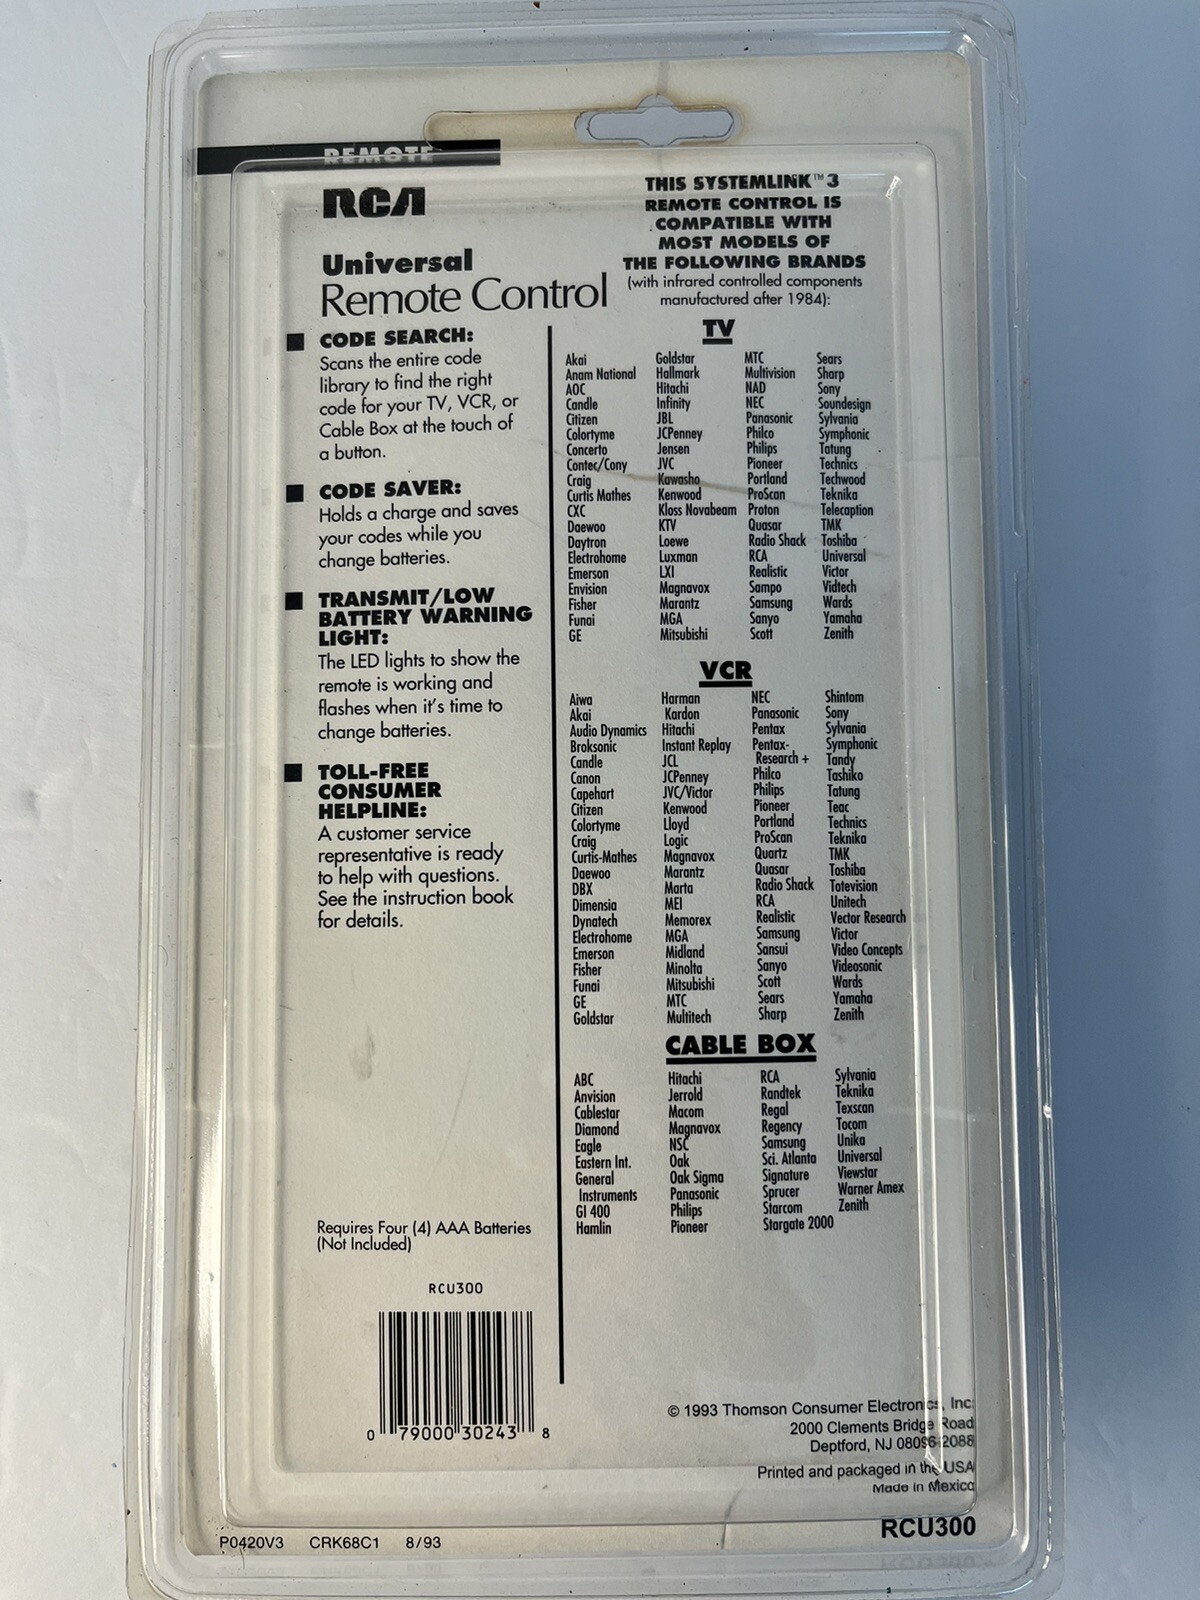 REMOTE
RCA
Universal
Remote Control
■ CODE SEARCH:
Scans the entire code
library to find the right
code for your TV, VCR, or
Cable Box at the touch of
a button.
■ CODE SAVER:
Holds a charge and saves
your codes while you
change batteries.
■ TRANSMIT/LOW
BATTERY WARNING
LIGHT:
The LED lights to show the
remote is working and
flashes when it's time to
change batteries.
■ TOLL-FREE
CONSUMER
HELPLINE:
A customer service
representative is ready
to help with questions.
See the instruction book
for details.
Requires Four (4) AAA Batteries
(Not Included)
RCU300
0 79000 30243 8
THIS SYSTEMLINK™ 3
REMOTE CONTROL IS
COMPATIBLE WITH
MOST MODELS OF
THE FOLLOWING BRANDS
(with infrared controlled components
manufactured after 1984):
TV
Akai
Anam National
AOC
Candle
Citizen
Colortyme
Concerto
Contec/Cony
Craig
Curtis Mathes
CXC
Daewoo
Daytron
Electrohome
Emerson
Envision
Fisher
Funai
GE
Goldstar
Hallmark
Hitachi
Infinity
JBL
JCPenney
Jensen
JVC
Kawasho
Kenwood
Kloss Novabeam
KTV
Loewe
Luxman
LXI
Magnavox
Marantz
MGA
Mitsubishi
MTC
Multivision
NAD
NEC
Panasonic
Philco
Philips
Pioneer
Portland
ProScan
Proton
Quasar
Radio Shack
RCA
Realistic
Sampo
Samsung
Sanyo
Scott
Sears
Sharp
Sony
Soundesign
Sylvania
Symphonic
Tatung
Technics
Techwood
Teknika
Telecaption
TMK
Toshiba
Universal
Victor
Vidtech
Wards
Yamaha
Zenith
VCR
Aiwa
Akai
Audio Dynamics
Broksonic
Candle
Canon
Capehart
Citizen
Colortyme
Craig
Curtis-Mathes
Daewoo
DBX
Dimensia
Dynatech
Electrohome
Emerson
Fisher
Funai
GE
Goldstar
Harman
Kardon
Hitachi
Instant Replay
JCL
JCPenney
JVC/Victor
Kenwood
Lloyd
Logic
Magnavox
Marantz
Marta
MEI
Memorex
MGA
Midland
Minolta
Mitsubishi
MTC
Multitech
NEC
Panasonic
Pentax
Pentax-
Research +
Philco
Philips
Pioneer
Portland
ProScan
Quartz
Quasar
Radio Shack
RCA
Realistic
Samsung
Sansui
Sanyo
Scott
Sears
Sharp
Shintom
Sony
Sylvania
Symphonic
Tandy
Tashiko
Tatung
Teac
Technics
Teknika
TMK
Toshiba
Totevision
Unitech
Vector Research
Victor
Video Concepts
Videosonic
Wards
Yamaha
Zenith
CABLE BOX
ABC
Anvision
Cablestar
Diamond
Eagle
Eastern Int.
General
Instruments
GI 400
Hamlin
Hitachi
Jerrold
Macom
Magnavox
NSC
Oak
Oak Sigma
Panasonic
Philips
Pioneer
RCA
Randtek
Regal
Regency
Samsung
Sci. Atlanta
Signature
Sprucer
Starcom
Stargate 2000
Sylvania
Teknika
Texscan
Tocom
Unika
Universal
Viewstar
Warner Amex
Zenith
© 1993 Thomson Consumer Electronics, Inc.
2000 Clements Bridge Road
Deptford, NJ 08096-2088
Printed and packaged in the USA
Made in Mexico
RCU300
P0420V3 CRK68C1 8/93